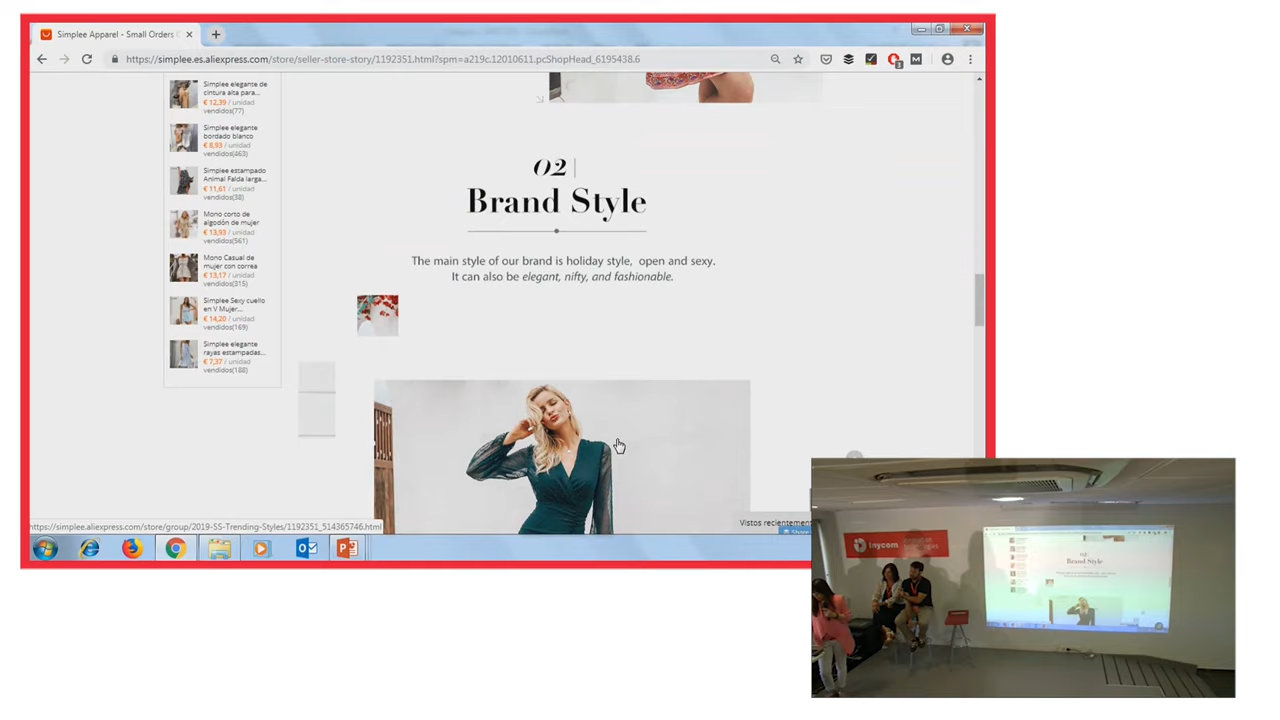 Simplee Apparel - Small Orders
https://simplee.es.aliexpress.com/store/seller-store-story/1192351.html?spm=a219c.12010611.pcShopHead_6195438.6
Simplee elegante de
cintura alta para...
€ 12,39 / unidad
vendidos(77)
Simplee elegante
bordado blanco
€ 8,93 / unidad
vendidos(463)
Simplee estampado
Animal Falda larga...
€ 11,61 / unidad
vendidos(38)
Mono corto de
algodón de mujer
€ 13,93 / unidad
vendidos(561)
Mono Casual de
mujer con correa
€ 13,17 / unidad
vendidos(315)
Simplee Sexy cuello
en V Mujer...
€ 14,20 / unidad
vendidos(169)
Simplee elegante
rayas estampadas...
€ 7,37 / unidad
vendidos(188)
02 |
Brand Style
The main style of our brand is holiday style, open and sexy.
It can also be elegant, nifty, and fashionable.
Vistos recientemen
https://simplee.aliexpress.com/store/group/2019-SS-Trending-Styles/1192351_514365746.html
Inycom
02
Brand Style